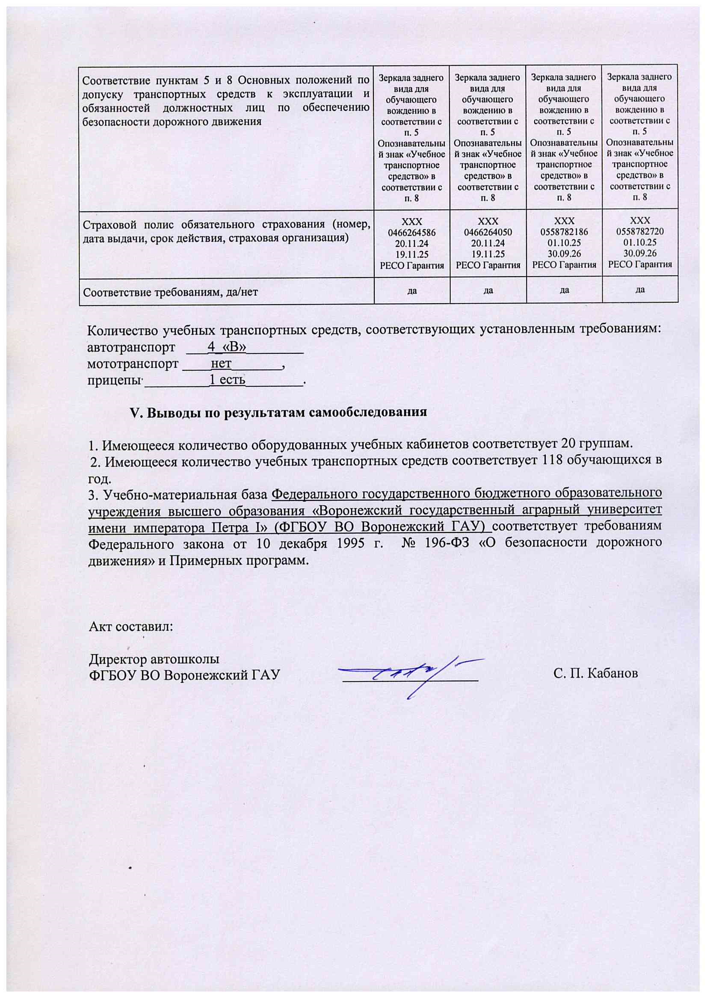 Соответствие пунктам 5 и 8 Основных положений по
допуску транспортных средств к эксплуатации и
обязанностей должностных лиц по обеспечению
безопасности дорожного движения
Зеркала заднего
вида для
обучающего
вождению в
соответствии с
п. 5
Опознавательны
й знак «Учебное
транспортное
средство» в
соответствии с
п. 8
Зеркала заднего
вида для
обучающего
вождению в
соответствии с
п. 5
Опознавательны
й знак «Учебное
транспортное
средство» в
соответствии с
п. 8
Зеркала заднего
вида для
обучающего
вождению в
соответствии с
п. 5
Опознавательны
й знак «Учебное
транспортное
средство» в
соответствии с
п. 8
Зеркала заднего
вида для
обучающего
вождению в
соответствии с
п. 5
Опознавательны
й знак «Учебное
транспортное
средство» в
соответствии с
п. 8
Страховой полис обязательного страхования (номер,
дата выдачи, срок действия, страховая организация)
ХХХ
0466264586
20.11.24
19.11.25
РЕСО Гарантия
ХХХ
0466264050
20.11.24
19.11.25
РЕСО Гарантия
ХХХ
0558782186
01.10.25
30.09.26
РЕСО Гарантия
ХХХ
0558782720
01.10.25
30.09.26
РЕСО Гарантия
Соответствие требованиям, да/нет
да
да
да
да
Количество учебных транспортных средств, соответствующих установленным требованиям:
автотранспорт ___4_«В»________
мототранспорт ____нет_______,
прицепы _________1 есть________.
V. Выводы по результатам самообследования
1. Имеющееся количество оборудованных учебных кабинетов соответствует 20 группам.
2. Имеющееся количество учебных транспортных средств соответствует 118 обучающихся в
год.
3. Учебно-материальная база Федерального государственного бюджетного образовательного
учреждения высшего образования «Воронежский государственный аграрный университет
имени императора Петра I» (ФГБОУ ВО Воронежский ГАУ) соответствует требованиям
Федерального закона от 10 декабря 1995 г. № 196-ФЗ «О безопасности дорожного
движения» и Примерных программ.
Акт составил:
Директор автошколы
ФГБОУ ВО Воронежский ГАУ ___________________ С. П. Кабанов